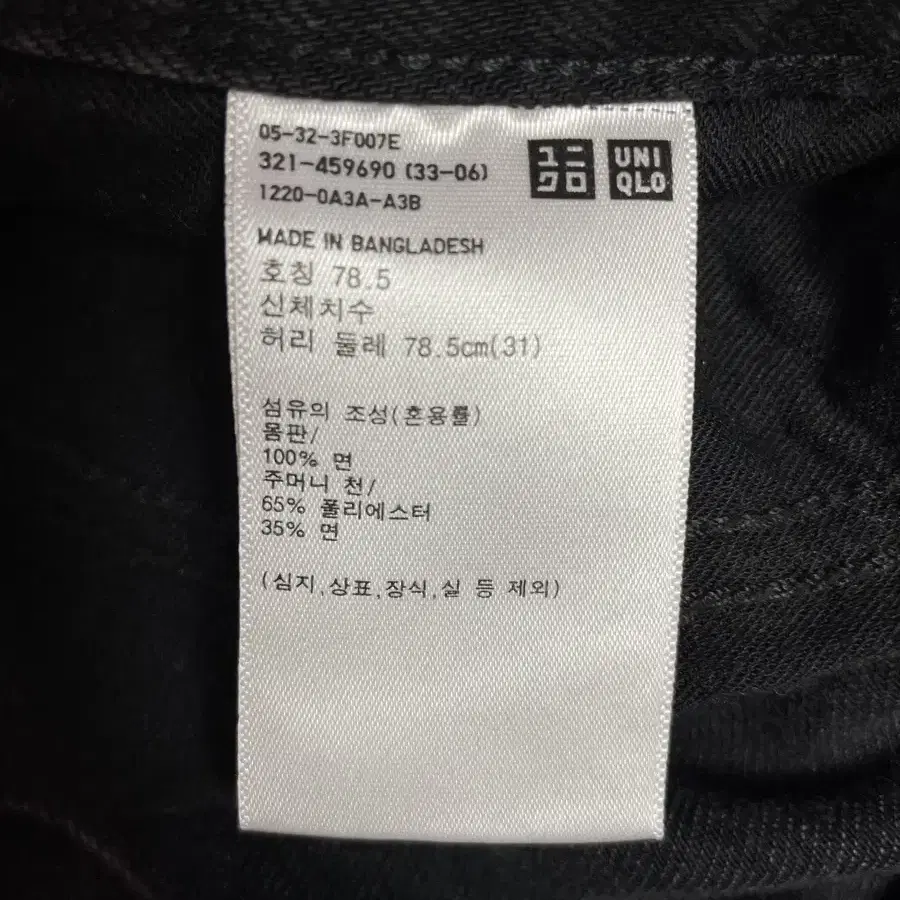 05-32-3F007E
321-459690 (33-06)
1220-0A3A-A3B
ユニ
クロ
UNI
QLO
MADE IN BANGLADESH
호칭 78.5
신체치수
허리 둘레 78.5cm(31)
섬유의 조성(혼용률)
몸판/
100% 면
주머니 천/
65% 폴리에스터
35% 면
(심지,상표,장식,실 등 제외)